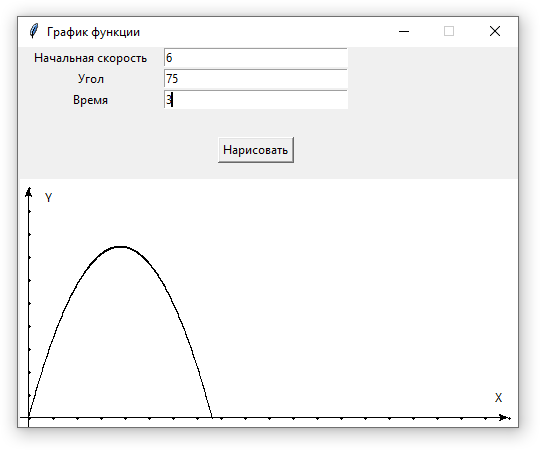 График функции
Начальная скорость 6
Угол 75
Время 3
Нарисовать
Y
X